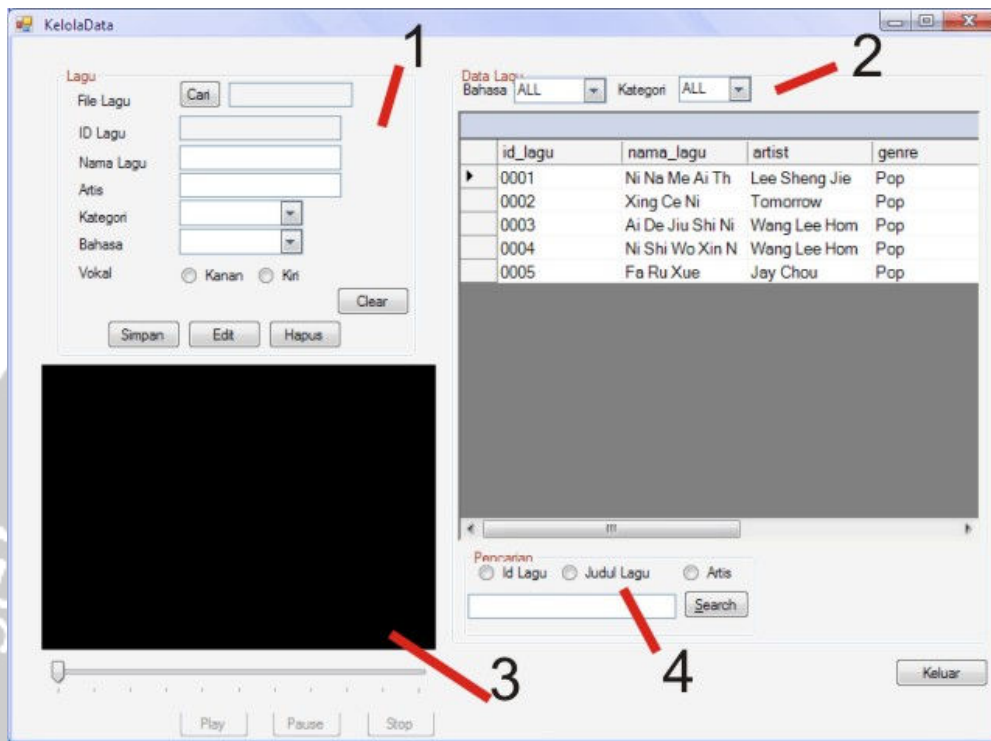 KelolaData
1
2
Lagu
File Lagu Cari
ID Lagu
Nama Lagu
Artis
Kategori
Bahasa
Vokal Kanan Kiri
Clear
Simpan Edit Hapus
Data Lagu
Bahasa ALL Kategori ALL
id_lagu nama_lagu artist genre
0001 Ni Na Me Ai Th Lee Sheng Jie Pop
0002 Xing Ce Ni Tomorrow Pop
0003 Ai De Jiu Shi Ni Wang Lee Hom Pop
0004 Ni Shi Wo Xin N Wang Lee Hom Pop
0005 Fa Ru Xue Jay Chou Pop
Pencarian
Id Lagu Judul Lagu Artis
Search
3
4
Keluar
Play Pause Stop